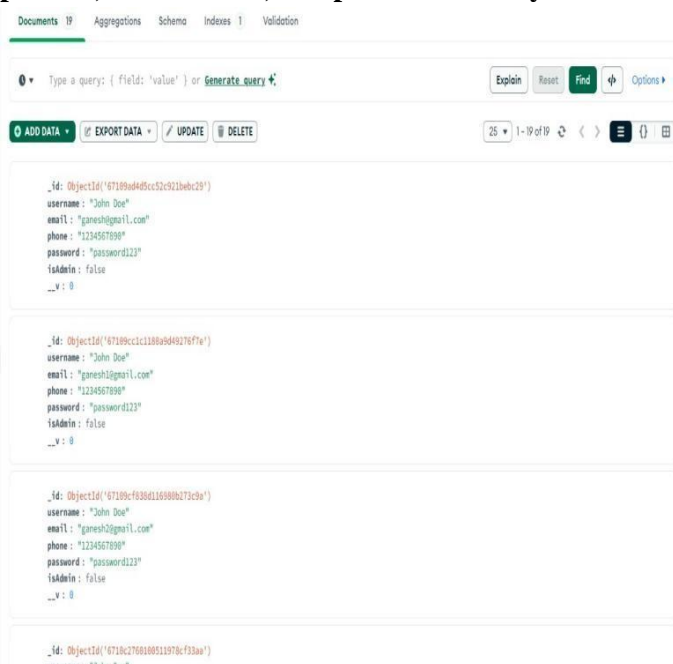 Documents 19 Aggregations Schema Indexes 1 Validation
Type a query: { field: 'value' } or Generate query
Explain Reset Find </> Options
ADD DATA EXPORT DATA UPDATE DELETE
25 1-19 of 19 {}
_id: ObjectId('67109ad4d5cc52c921bebc29')
username : "John Doe"
email : "ganesh@gmail.com"
phone : "1234567890"
password : "password123"
isAdmin : false
__v : 0
_id: ObjectId('67109cc1c1188a9d49276f7e')
username : "John Doe"
email : "ganesh1@gmail.com"
phone : "1234567890"
password : "password123"
isAdmin : false
__v : 0
_id: ObjectId('67109cf838d116980b273c9a')
username : "John Doe"
email : "ganesh2@gmail.com"
phone : "1234567890"
password : "password123"
isAdmin : false
__v : 0
_id: ObjectId('6710c2760100511978cf33aa')